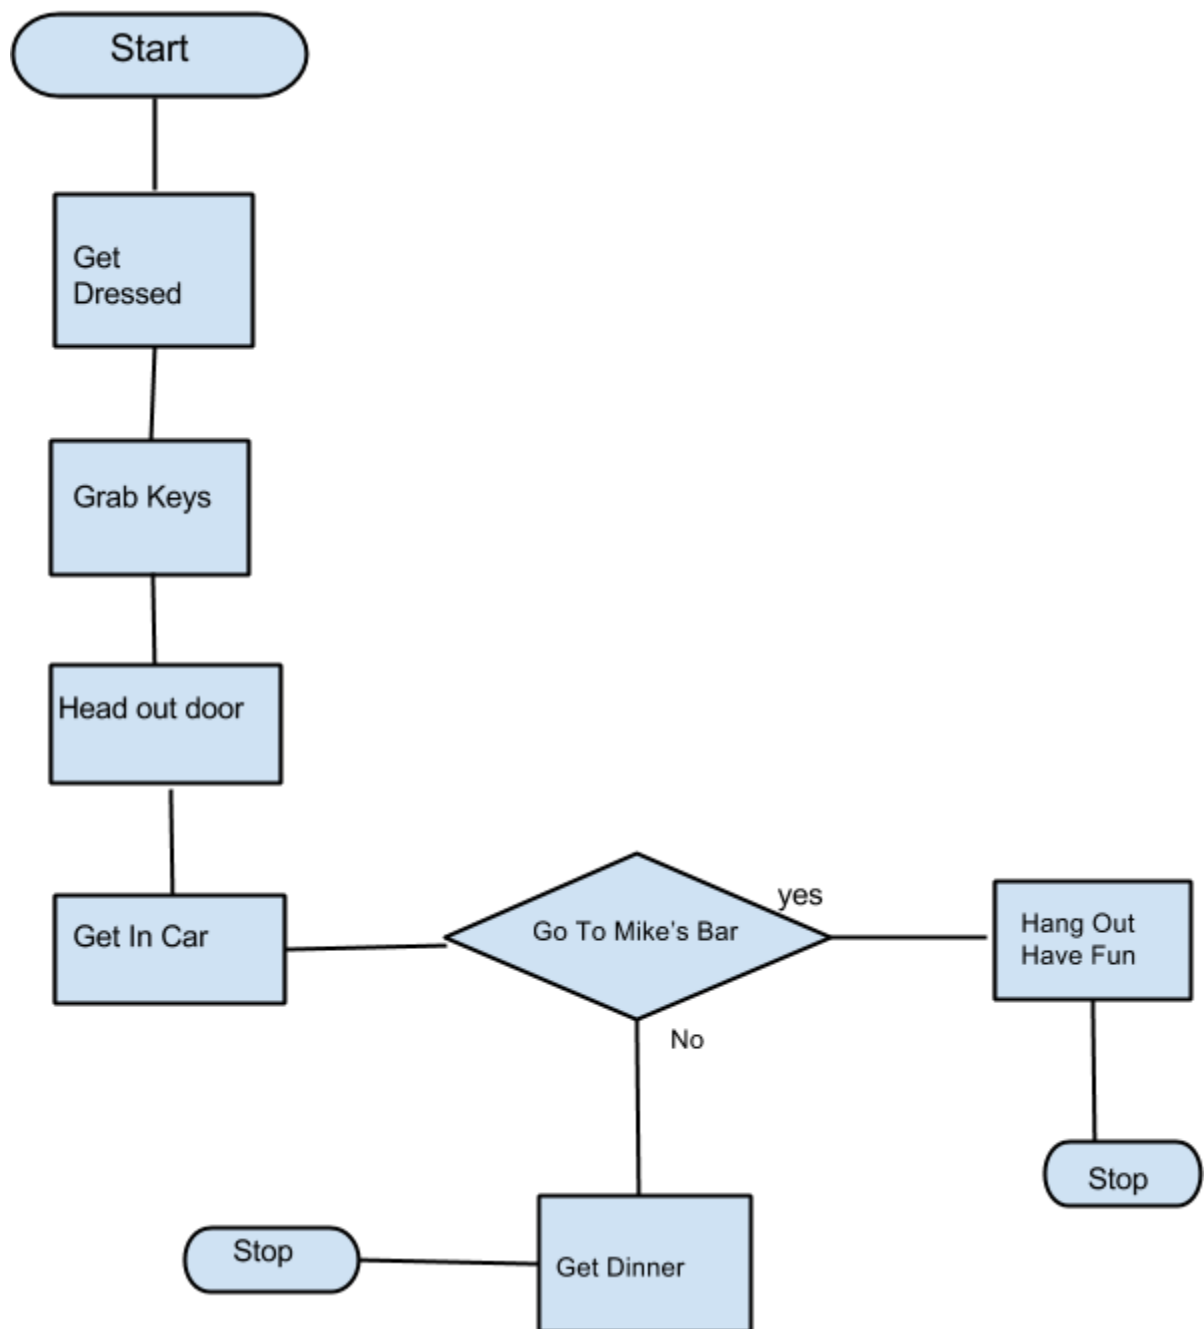 Start
Get
Dressed
Grab Keys
Head out door
Get In Car
Go To Mike's Bar
yes
Hang Out
Have Fun
No
Stop
Get Dinner
Stop